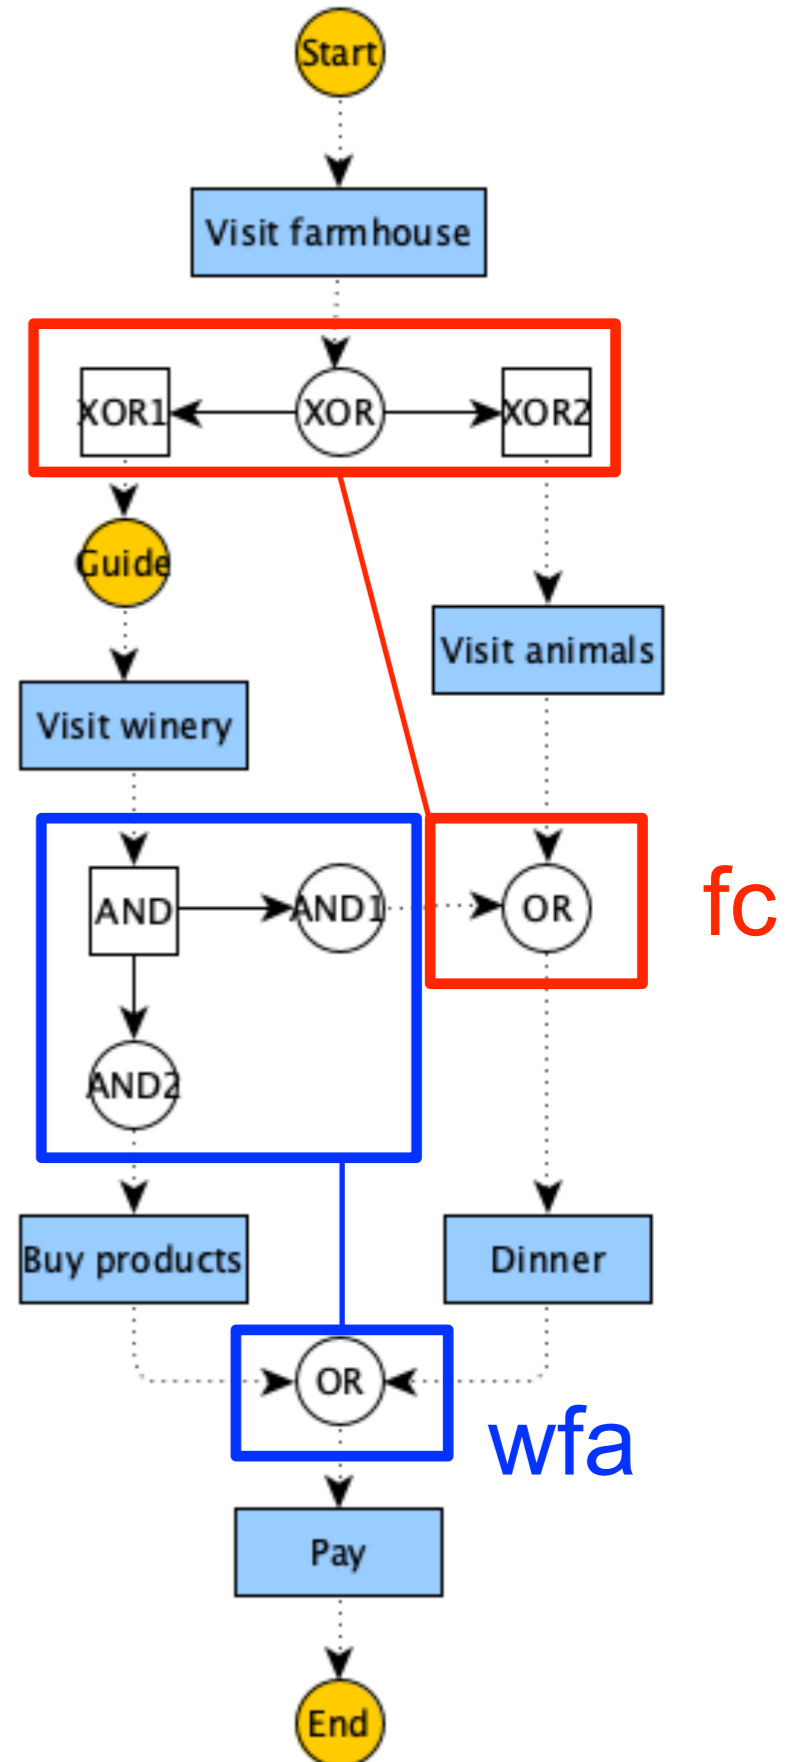 Start
Visit farmhouse
XOR1 XOR XOR2
Guide
Visit animals
Visit winery
AND AND1 OR fc
AND2
Buy products Dinner
OR
wfa
Pay
End